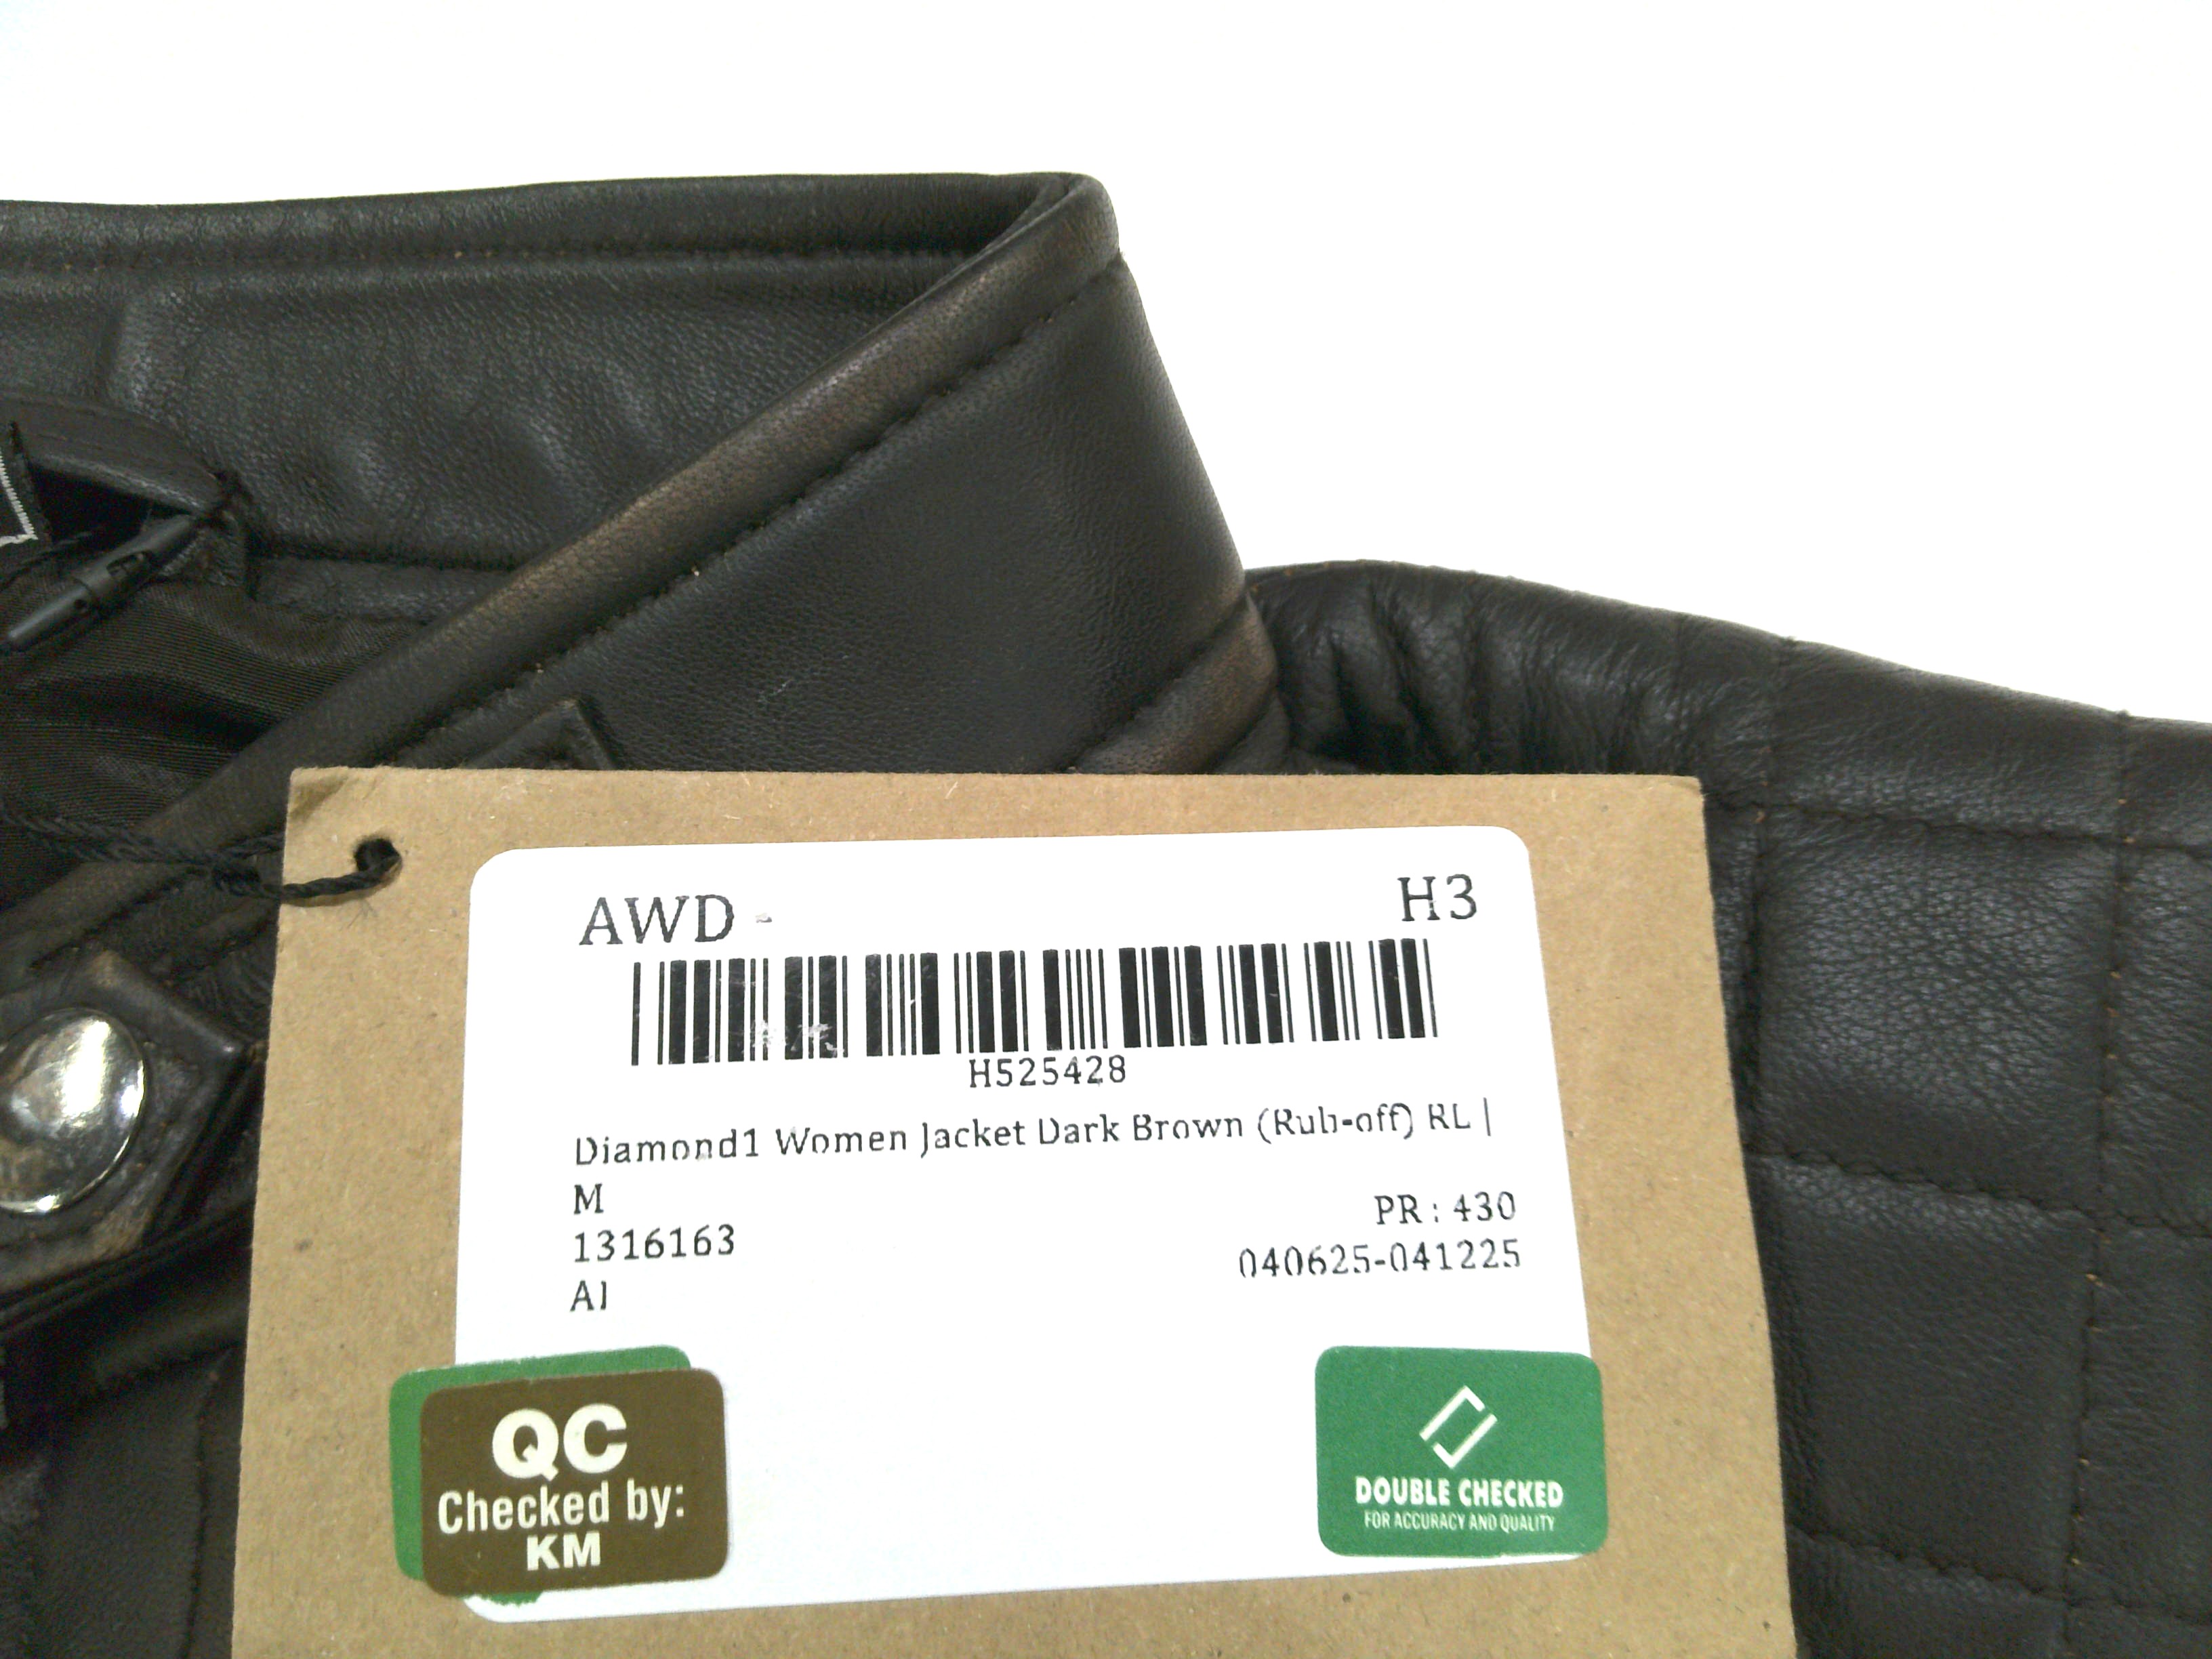 AWD -
H3
H525428
Diamond1 Women Jacket Dark Brown (Rub-off) RL |
M
PR : 430
1316163
040625-041225
AI
QC
Checked by:
KM
DOUBLE CHECKED
FOR ACCURACY AND QUALITY